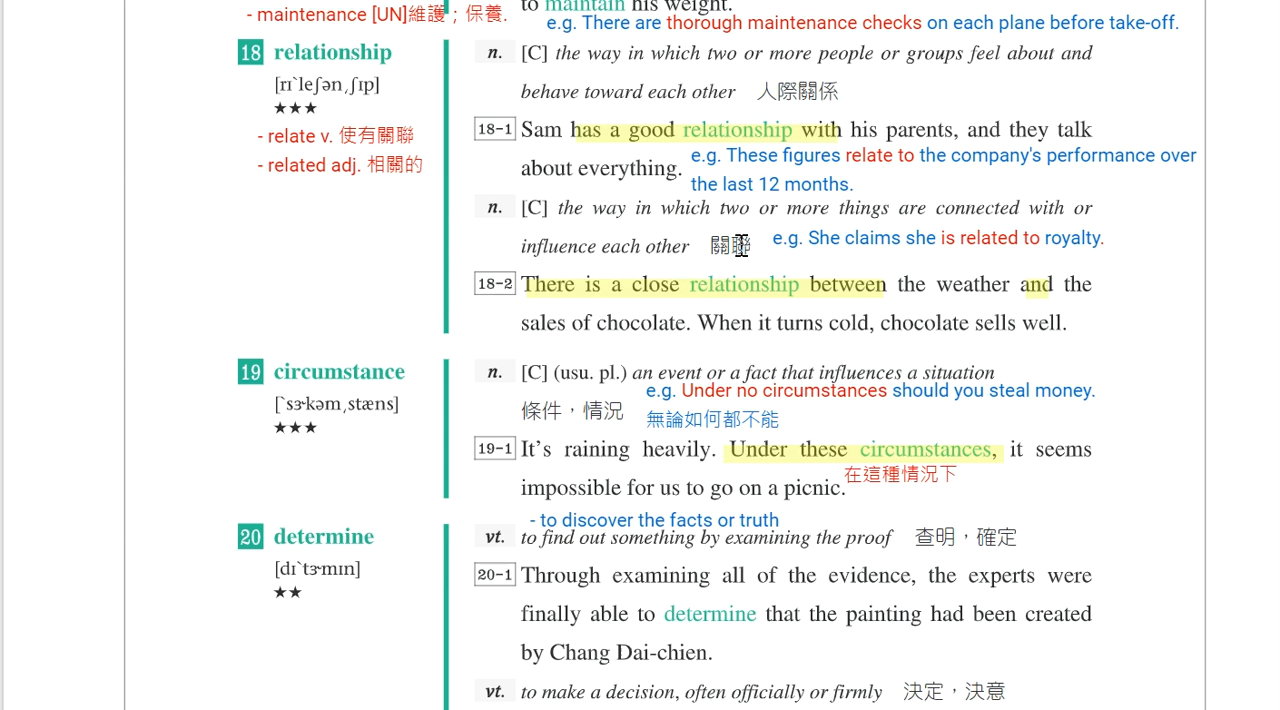 to maintain his weight.
- maintenance [UN]維護；保養.
e.g. There are thorough maintenance checks on each plane before take-off.
18 relationship
[rɪˋleʃənˏʃɪp]
★★★
- relate v. 使有關聯
- related adj. 相關的
n. [C] the way in which two or more people or groups feel about and
behave toward each other 人際關係
18-1 Sam has a good relationship with his parents, and they talk
about everything.
e.g. These figures relate to the company's performance over
the last 12 months.
n. [C] the way in which two or more things are connected with or
influence each other 關聯
e.g. She claims she is related to royalty.
18-2 There is a close relationship between the weather and the
sales of chocolate. When it turns cold, chocolate sells well.
19 circumstance
[ˋsɝkəmˏstæns]
★★★
n. [C] (usu. pl.) an event or a fact that influences a situation
條件，情況
e.g. Under no circumstances should you steal money.
無論如何都不能
19-1 It’s raining heavily. Under these circumstances, it seems
在這種情況下
impossible for us to go on a picnic.
20 determine
[dɪˋtɝmɪn]
★★
- to discover the facts or truth
vt. to find out something by examining the proof 查明，確定
20-1 Through examining all of the evidence, the experts were
finally able to determine that the painting had been created
by Chang Dai-chien.
vt. to make a decision, often officially or firmly 決定，決意